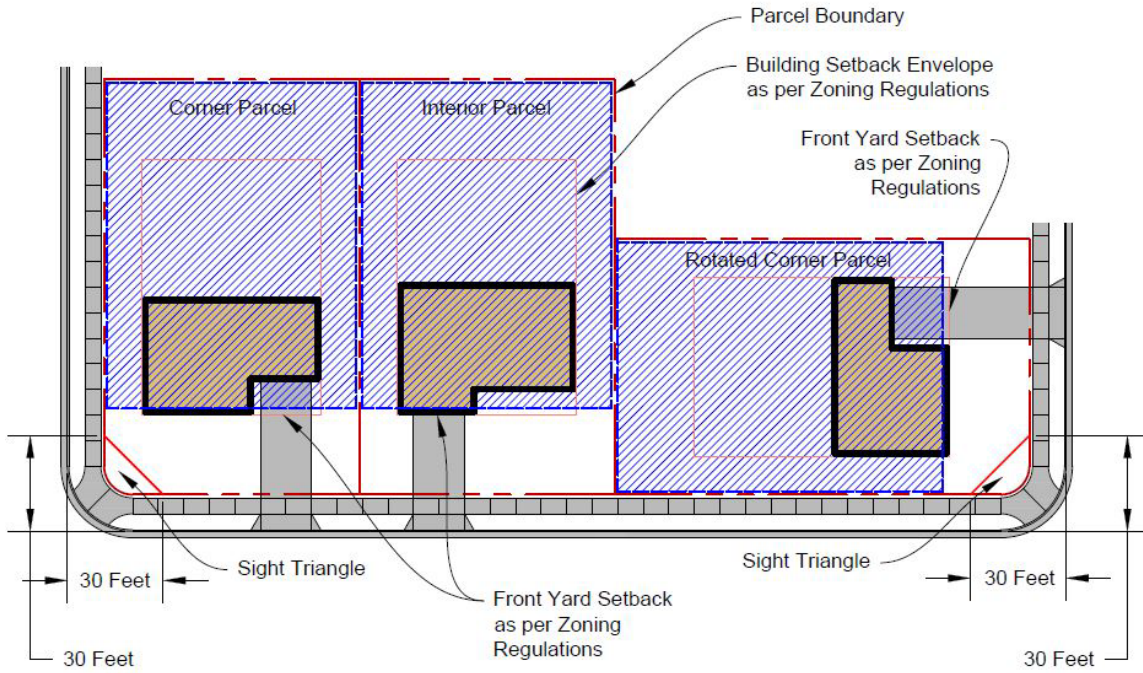 Parcel Boundary
Building Setback Envelope
as per Zoning Regulations
Front Yard Setback
as per Zoning
Regulations
Corner Parcel
Interior Parcel
Rotated Corner Parcel
Sight Triangle
Sight Triangle
30 Feet
30 Feet
Front Yard Setback
as per Zoning
Regulations
30 Feet
30 Feet